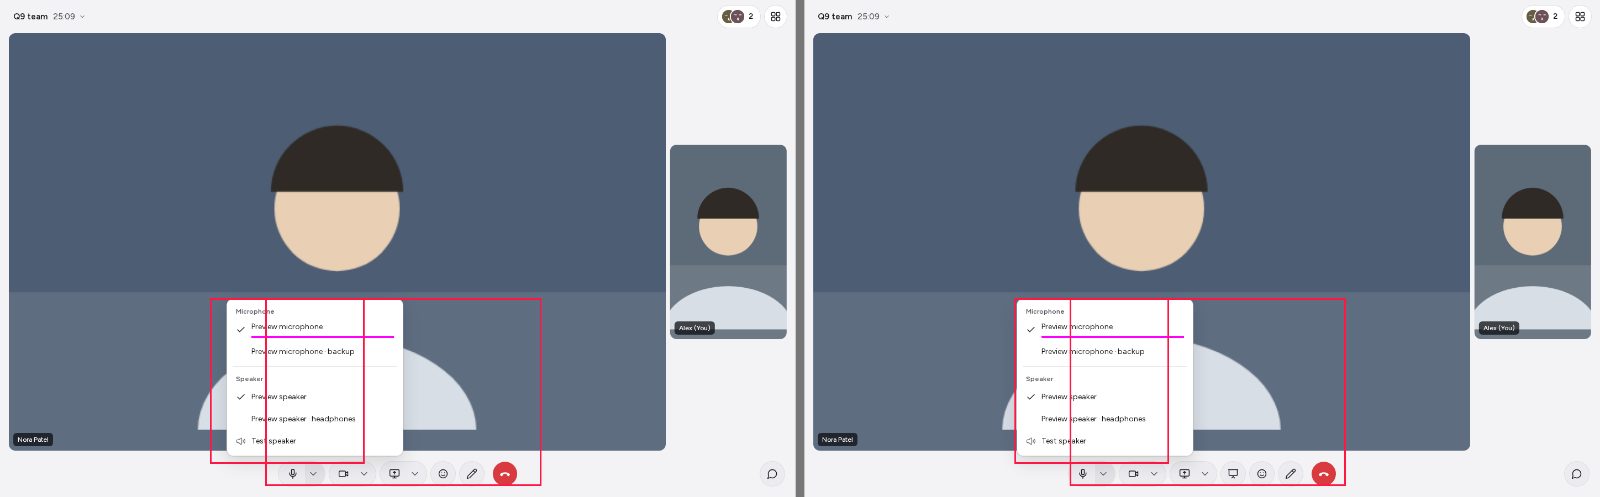 Q9 team 25:09
2
Microphone
Preview microphone
Preview microphone · backup
Speaker
Preview speaker
Preview speaker · headphones
Test speaker
Nora Patel
Alex (You)
Q9 team 25:09
2
Microphone
Preview microphone
Preview microphone · backup
Speaker
Preview speaker
Preview speaker · headphones
Test speaker
Nora Patel
Alex (You)